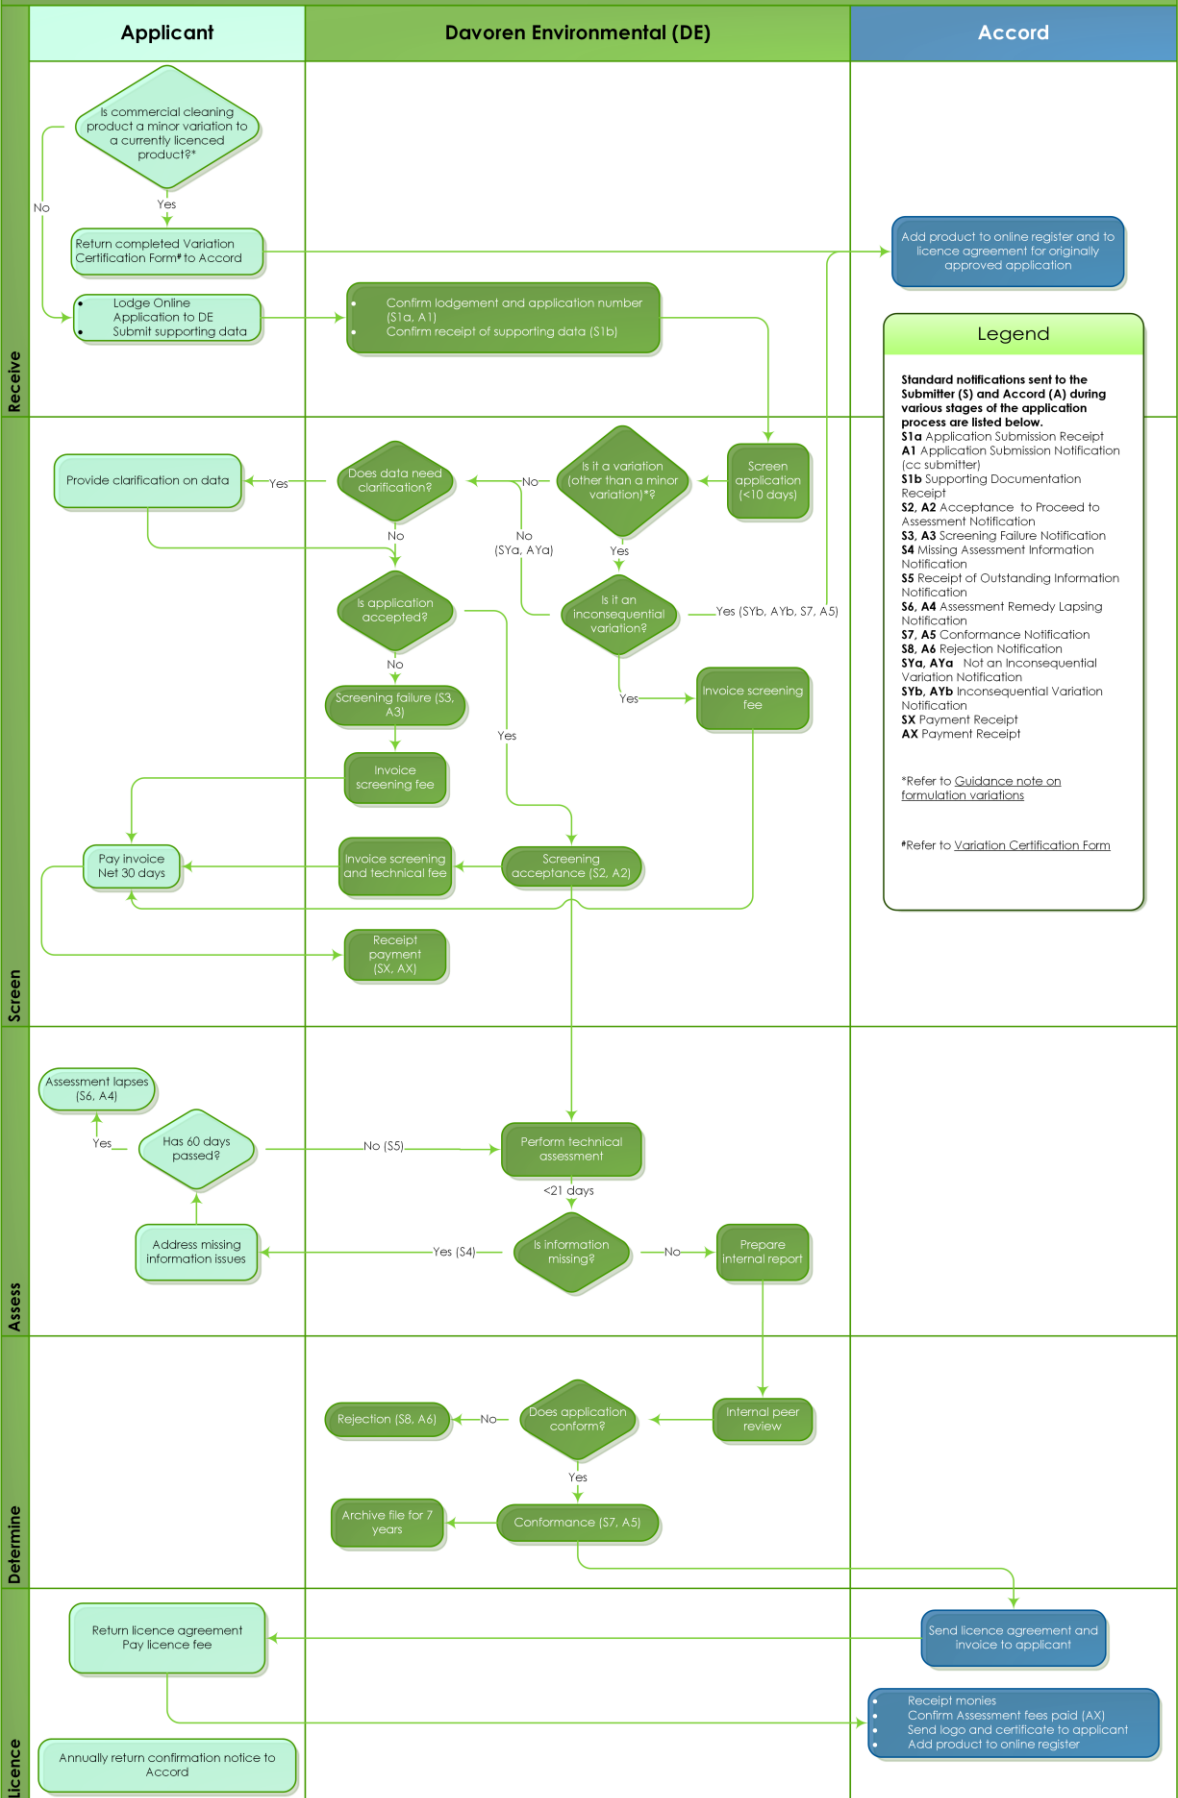 Applicant
Davoren Environmental (DE)
Accord
Receive
Is commercial cleaning
product a minor variation to
a currently licenced
product?*
No
Yes
Return completed Variation
Certification Form# to Accord
Add product to online register and to
licence agreement for originally
approved application
• Lodge Online
Application to DE
• Submit supporting data
• Confirm lodgement and application number
(S1a, A1)
• Confirm receipt of supporting data (S1b)
Legend
Standard notifications sent to the
Submitter (S) and Accord (A) during
various stages of the application
process are listed below.
S1a Application Submission Receipt
A1 Application Submission Notification
(cc submitter)
S1b Supporting Documentation
Receipt
S2, A2 Acceptance to Proceed to
Assessment Notification
S3, A3 Screening Failure Notification
S4 Missing Assessment Information
Notification
S5 Receipt of Outstanding Information
Notification
S6, A4 Assessment Remedy Lapsing
Notification
S7, A5 Conformance Notification
S8, A6 Rejection Notification
SYa, AYa Not an Inconsequential
Variation Notification
SYb, AYb Inconsequential Variation
Notification
SX Payment Receipt
AX Payment Receipt
*Refer to Guidance note on
formulation variations
#Refer to Variation Certification Form
Screen
Provide clarification on data
Yes
Does data need
clarification?
No
Is it a variation
(other than a minor
variation)*?
Screen
application
(<10 days)
No
No
(SYa, AYa)
Yes
Is application
accepted?
Is it an
inconsequential
variation?
Yes (SYb, AYb, S7, A5)
No
Screening failure (S3,
A3)
Yes
Invoice screening
fee
Yes
Invoice
screening fee
Pay invoice
Net 30 days
Invoice screening
and technical fee
Screening
acceptance (S2, A2)
Receipt
payment
(SX, AX)
Assess
Assessment lapses
(S6, A4)
Yes
Has 60 days
passed?
No (S5)
Perform technical
assessment
<21 days
Address missing
information issues
Yes (S4)
Is information
missing?
No
Prepare
internal report
Determine
Rejection (S8, A6)
No
Does application
conform?
Internal peer
review
Yes
Archive file for 7
years
Conformance (S7, A5)
Licence
Return licence agreement
Pay licence fee
Send licence agreement and
invoice to applicant
• Receipt monies
• Confirm Assessment fees paid (AX)
• Send logo and certificate to applicant
• Add product to online register
Annually return confirmation notice to
Accord